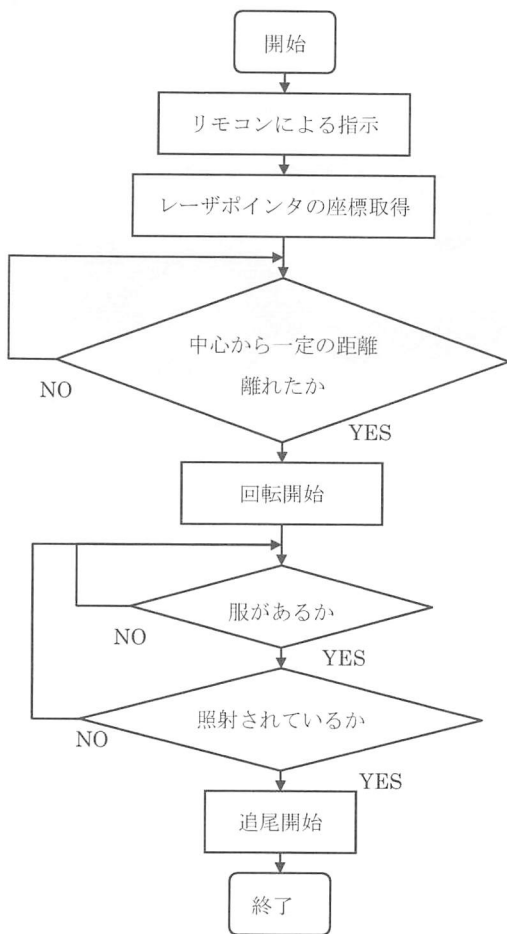 開始
リモコンによる指示
レーザポインタの座標取得
中心から一定の距離
離れたか
NO
YES
回転開始
服があるか
NO
YES
照射されているか
NO
YES
追尾開始
終了